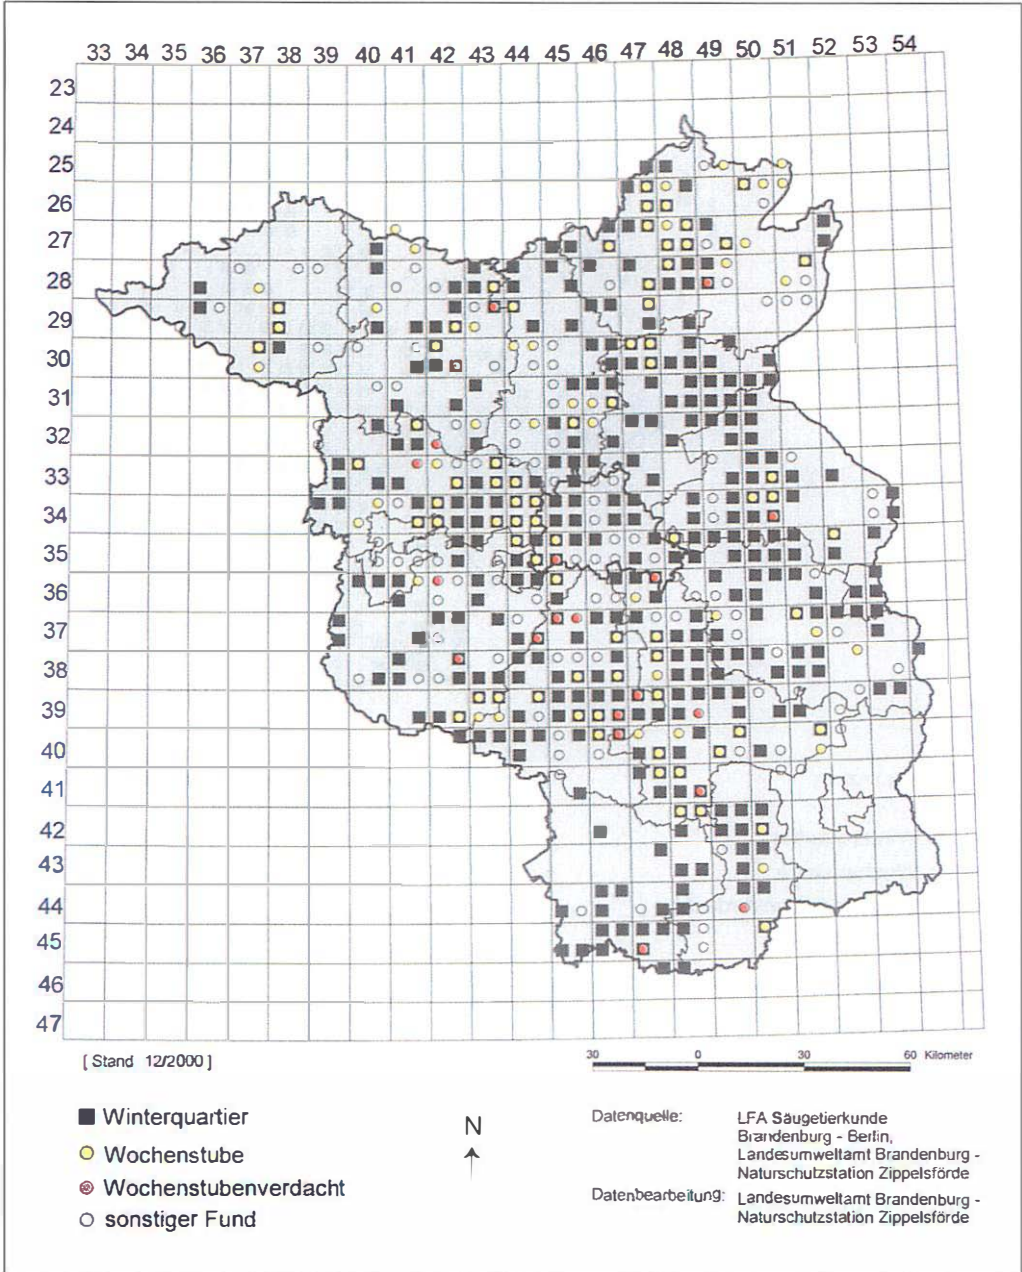 33 34 35 36 37 38 39 40 41 42 43 44 45 46 47 48 49 50 51 52 53 54
23
24
25
26
27
28
29
30
31
32
33
34
35
36
37
38
39
40
41
42
43
44
45
46
47
[ Stand 12/2000 ]
30 0 30 60 Kilometer
Winterquartier
Wochenstube
Wochenstubenverdacht
sonstiger Fund
N
Datenquelle: LFA Säugetierkunde
Brandenburg - Berlin,
Landesumweltamt Brandenburg -
Naturschutzstation Zippelsförde
Datenbearbeitung: Landesumweltamt Brandenburg -
Naturschutzstation Zippelsförde